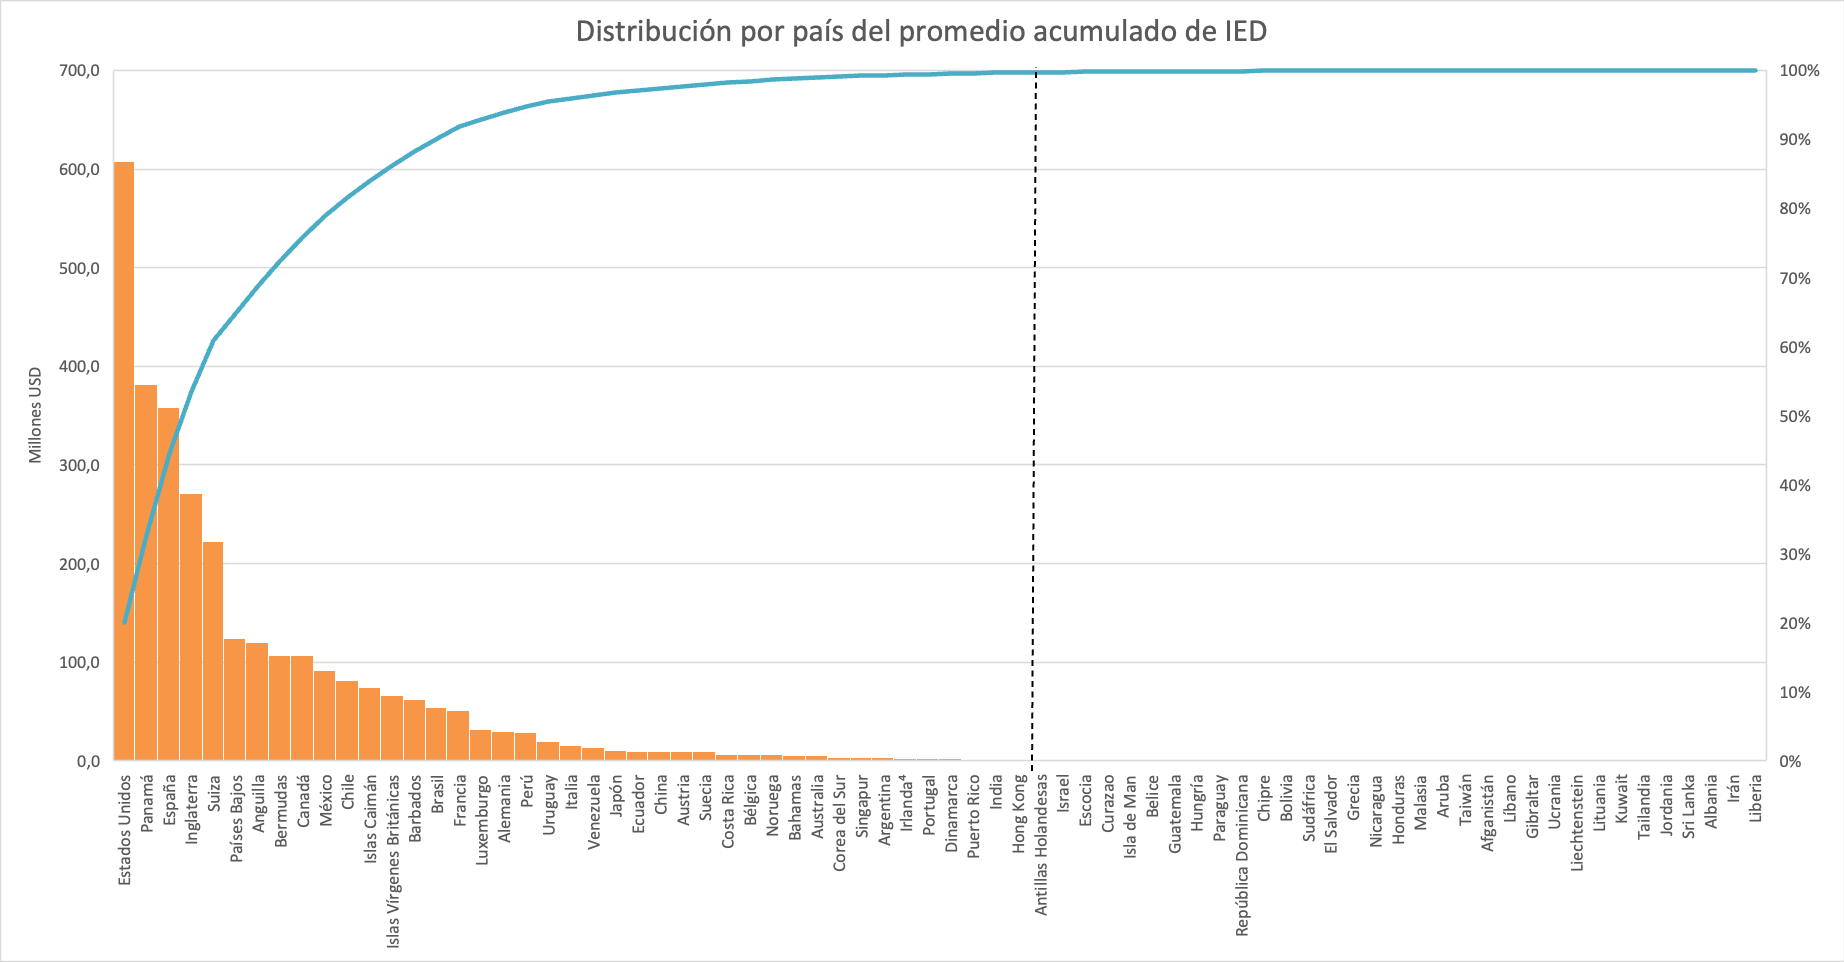 Distribución por país del promedio acumulado de IED
700,0
600,0
500,0
400,0
300,0
200,0
100,0
0,0
Millones USD
100%
90%
80%
70%
60%
50%
40%
30%
20%
10%
0%
Estados Unidos
Panamá
España
Inglaterra
Suiza
Países Bajos
Anguilla
Bermudas
Canadá
México
Chile
Islas Caimán
Islas Vírgenes Británicas
Barbados
Brasil
Francia
Luxemburgo
Alemania
Perú
Uruguay
Italia
Venezuela
Japón
Ecuador
China
Austria
Suecia
Costa Rica
Bélgica
Noruega
Bahamas
Australia
Corea del Sur
Singapur
Argentina
Irlanda⁴
Portugal
Dinamarca
Puerto Rico
India
Hong Kong
Antillas Holandesas
Israel
Escocia
Curazao
Isla de Man
Belice
Guatemala
Hungría
Paraguay
República Dominicana
Chipre
Bolivia
Sudáfrica
El Salvador
Grecia
Nicaragua
Honduras
Malasia
Aruba
Taiwán
Afganistán
Líbano
Gibraltar
Ucrania
Liechtenstein
Lituania
Kuwait
Tailandia
Jordania
Sri Lanka
Albania
Irán
Liberia